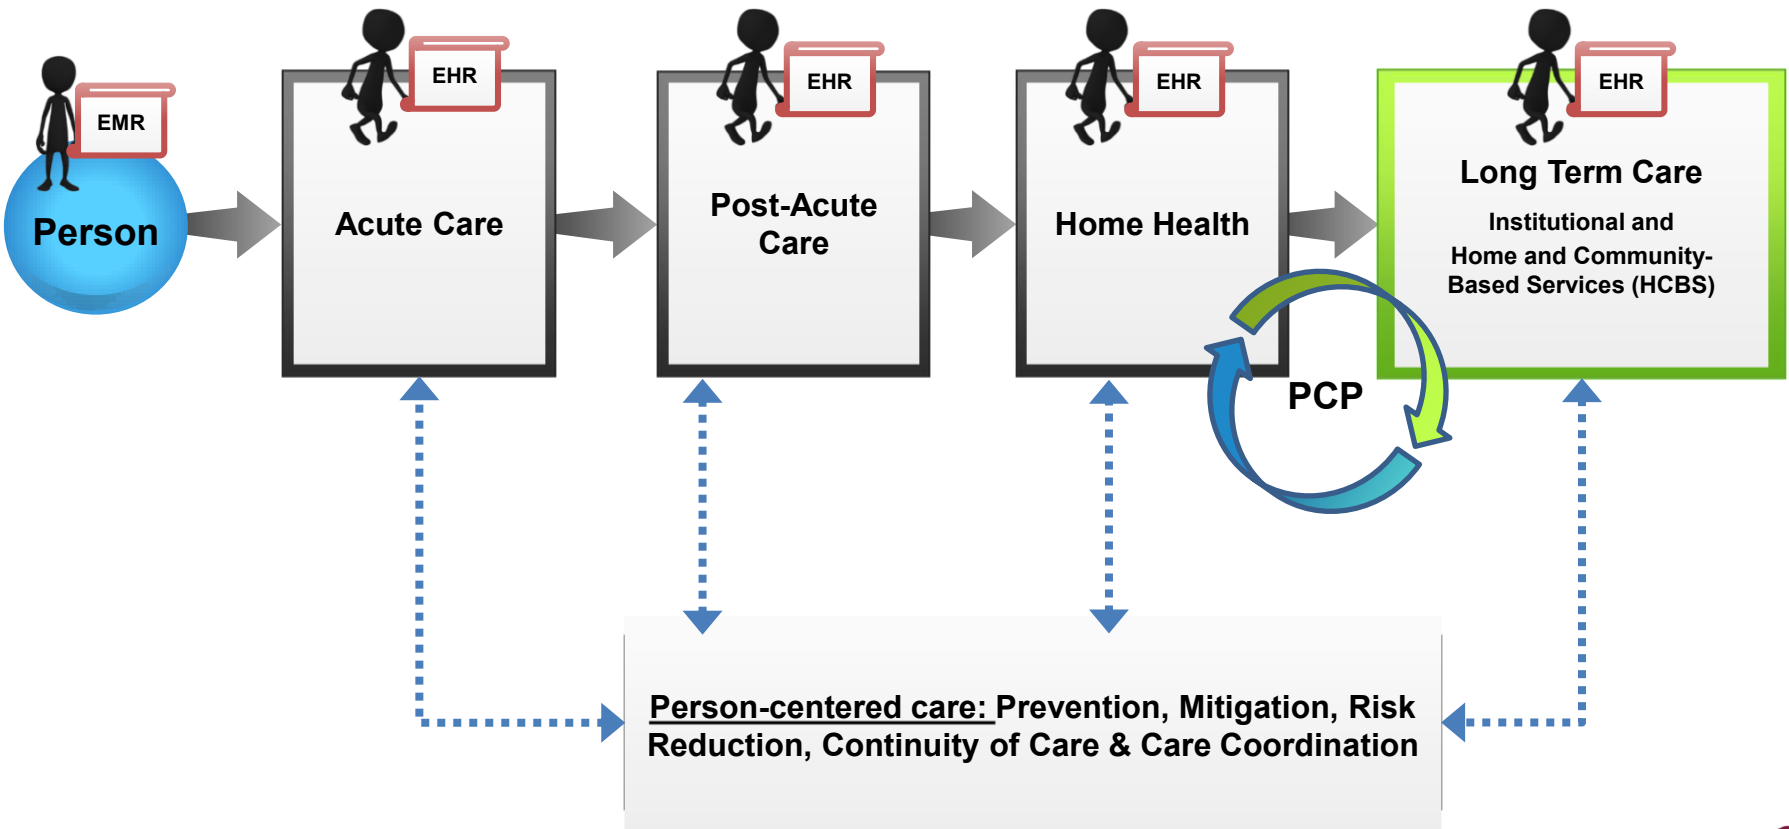 EMR
Person
EHR
Acute Care
EHR
Post-Acute
Care
EHR
Home Health
EHR
Long Term Care
Institutional and
Home and Community-
Based Services (HCBS)
PCP
Person-centered care: Prevention, Mitigation, Risk
Reduction, Continuity of Care & Care Coordination